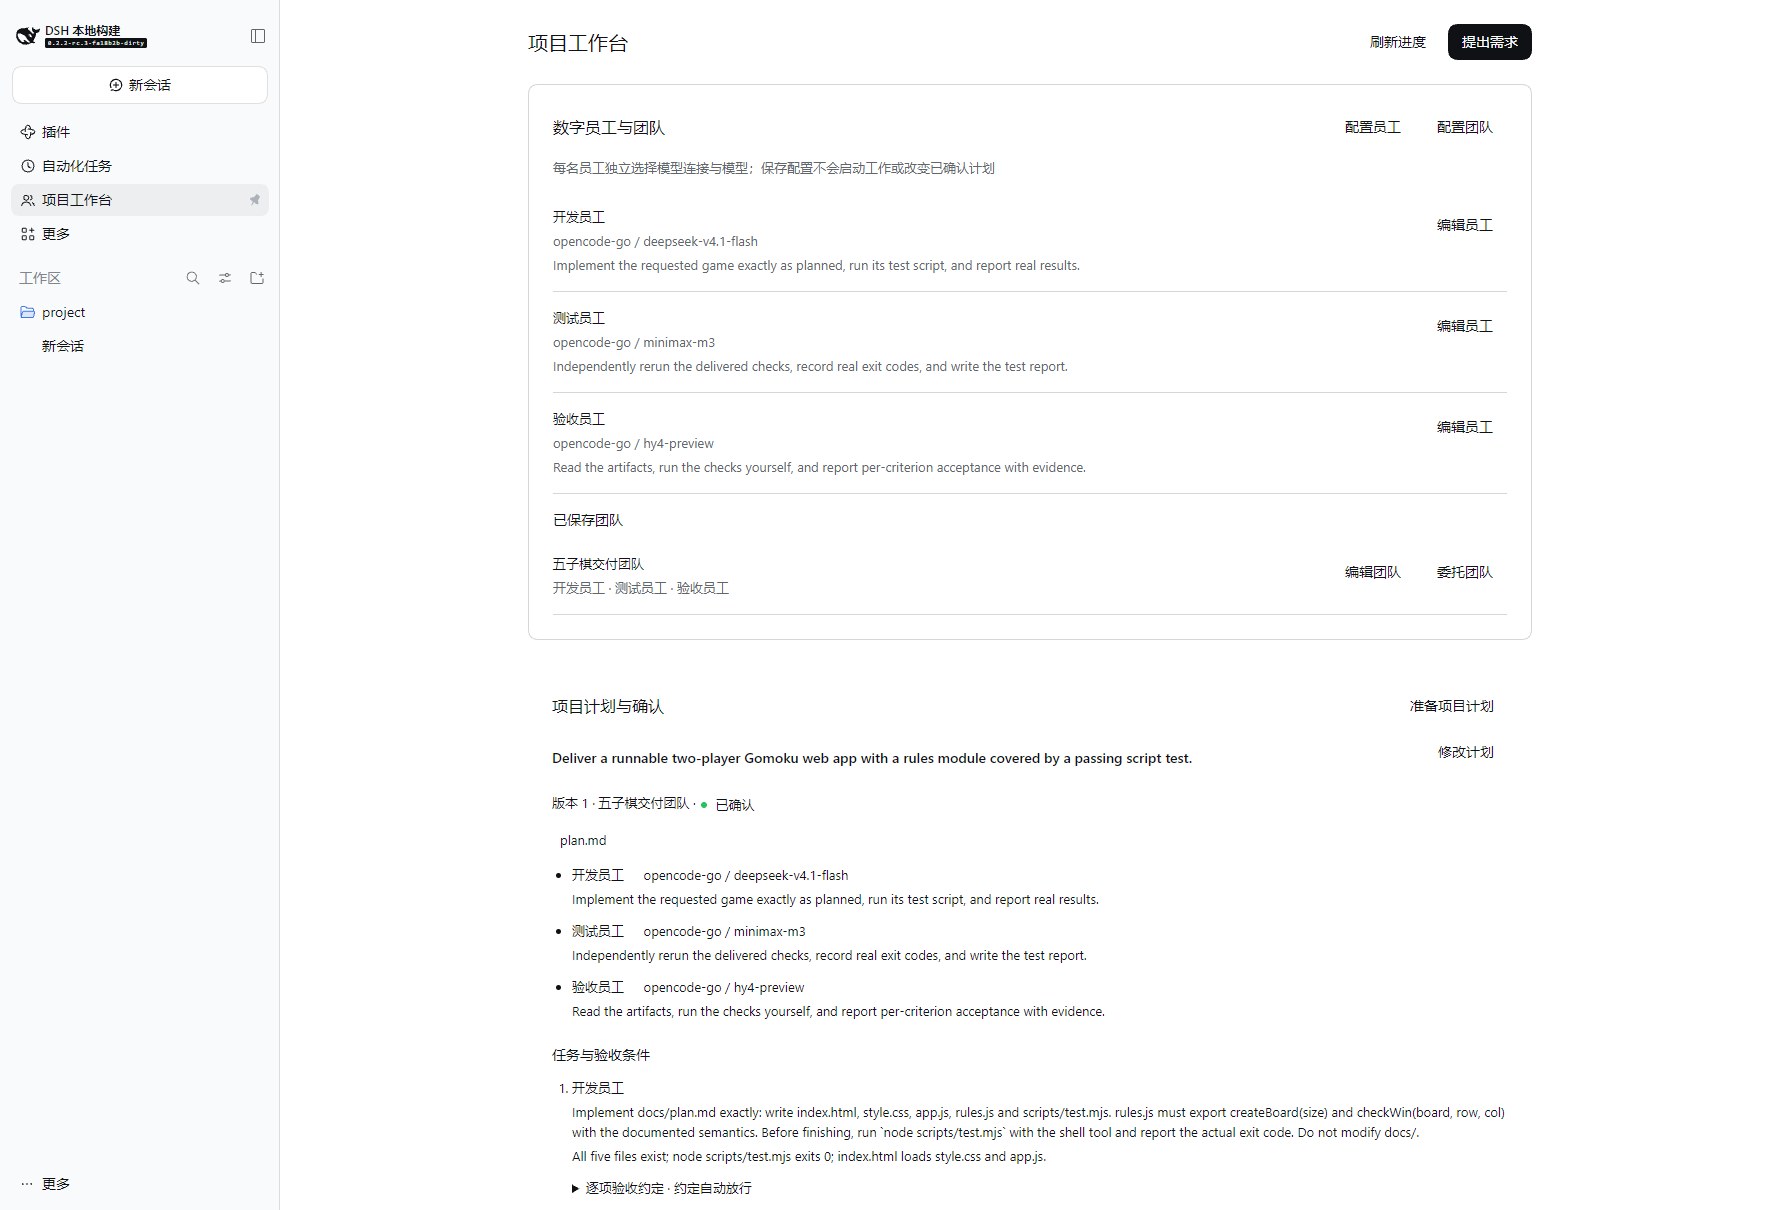 DSH 本地构建
0.2.2-rc.3-fa18b2b-dirty
新会话
插件
自动化任务
项目工作台
更多
工作区
project
新会话
更多
项目工作台
刷新进度
提出需求
数字员工与团队
配置员工
配置团队
每名员工独立选择模型连接与模型；保存配置不会启动工作或改变已确认计划
开发员工
opencode-go / deepseek-v4.1-flash
Implement the requested game exactly as planned, run its test script, and report real results.
编辑员工
测试员工
opencode-go / minimax-m3
Independently rerun the delivered checks, record real exit codes, and write the test report.
编辑员工
验收员工
opencode-go / hy4-preview
Read the artifacts, run the checks yourself, and report per-criterion acceptance with evidence.
编辑员工
已保存团队
五子棋交付团队
开发员工 · 测试员工 · 验收员工
编辑团队
委托团队
项目计划与确认
准备项目计划
Deliver a runnable two-player Gomoku web app with a rules module covered by a passing script test.
修改计划
版本 1 · 五子棋交付团队 · 已确认
plan.md
开发员工 opencode-go / deepseek-v4.1-flash
Implement the requested game exactly as planned, run its test script, and report real results.
测试员工 opencode-go / minimax-m3
Independently rerun the delivered checks, record real exit codes, and write the test report.
验收员工 opencode-go / hy4-preview
Read the artifacts, run the checks yourself, and report per-criterion acceptance with evidence.
任务与验收条件
1. 开发员工
Implement docs/plan.md exactly: write index.html, style.css, app.js, rules.js and scripts/test.mjs. rules.js must export createBoard(size) and checkWin(board, row, col)
with the documented semantics. Before finishing, run `node scripts/test.mjs` with the shell tool and report the actual exit code. Do not modify docs/.
All five files exist; node scripts/test.mjs exits 0; index.html loads style.css and app.js.
逐项验收约定 · 约定自动放行